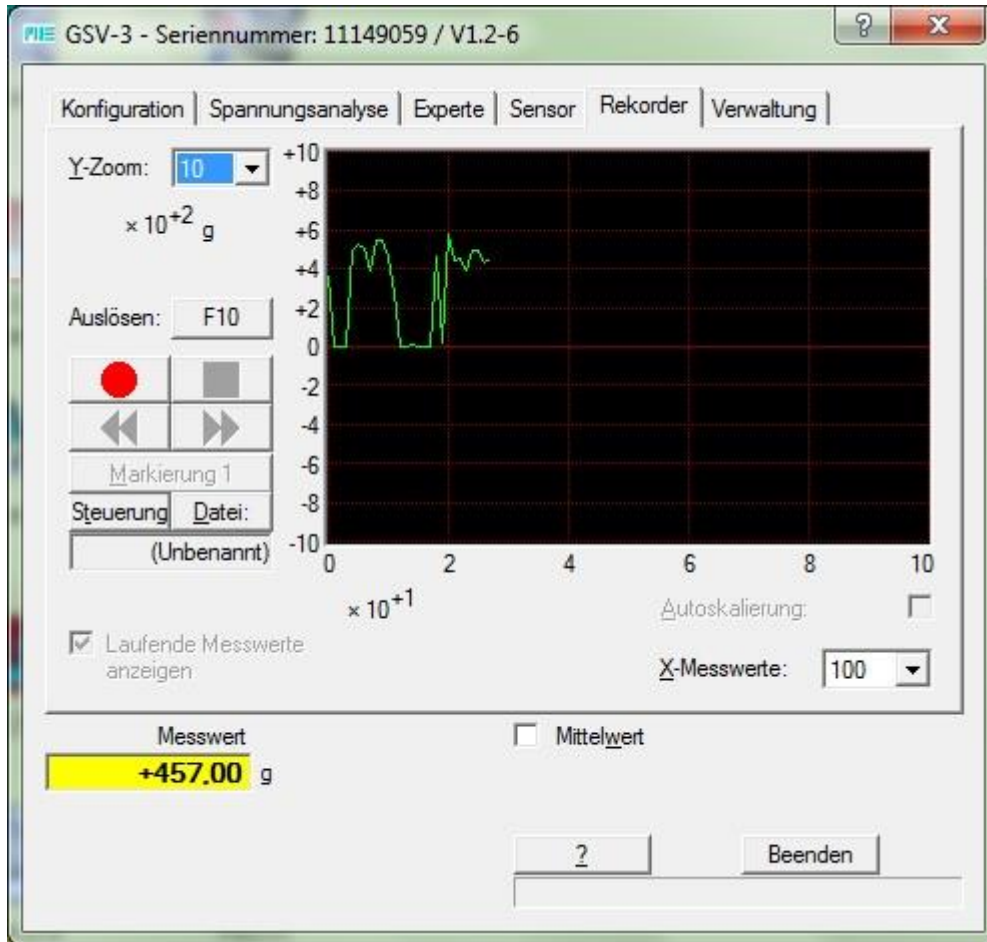 ME GSV-3 - Seriennummer: 11149059 / V1.2-6
Konfiguration Spannungsanalyse Experte Sensor Rekorder Verwaltung
Y-Zoom: 10
× 10+2 g
Auslösen: F10
Markierung 1
Steuerung Datei:
(Unbenannt)
Laufende Messwerte
anzeigen
+10
+8
+6
+4
+2
0
-2
-4
-6
-8
-10
0 2 4 6 8 10
× 10+1
Autoskalierung:
X-Messwerte: 100
Messwert
+457,00 g
Mittelwert
? Beenden